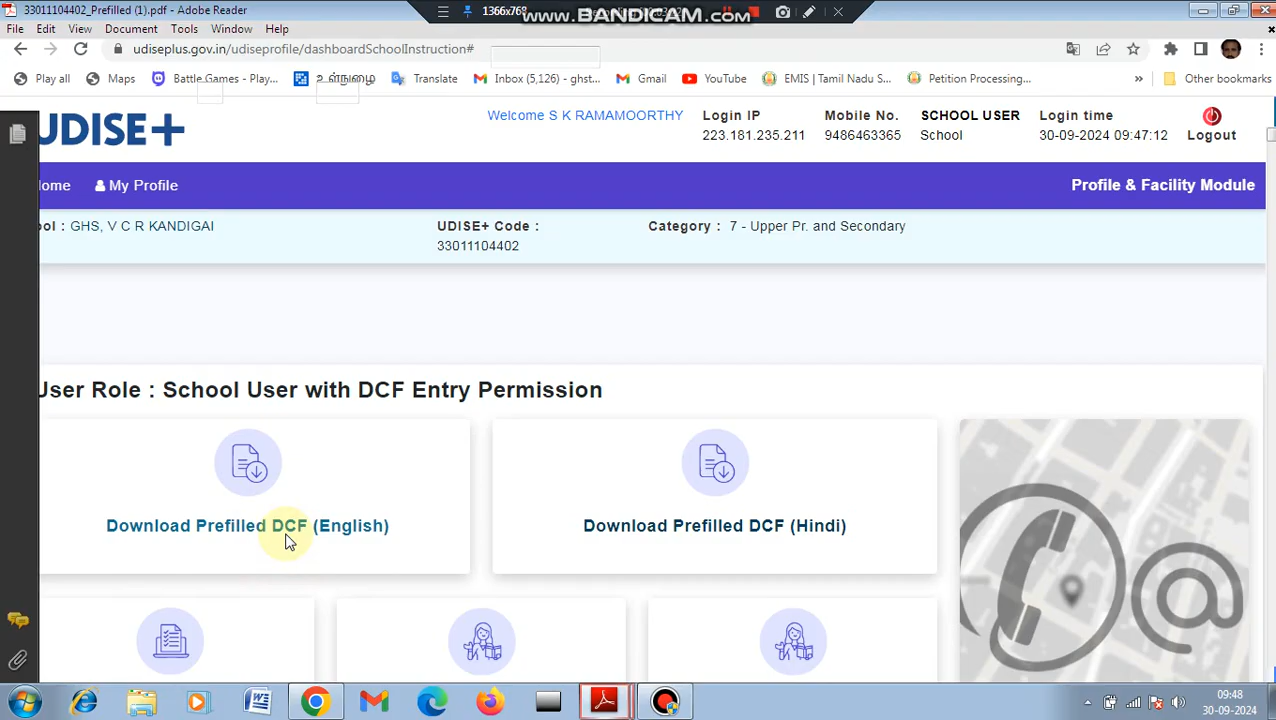 33011104402_Prefilled (1).pdf - Adobe Reader
1366x768
www.BANDICAM.com
File Edit View Document Tools Window Help
udiseplus.gov.in/udiseprofile/dashboardSchoolInstruction#
Play all
Maps
Battle Games - Play...
உள்நுழை
Translate
Inbox (5,126) - ghst...
Gmail
YouTube
EMIS | Tamil Nadu S...
Petition Processing...
»
Other bookmarks
UDISE+
Welcome S K RAMAMOORTHY
Login IP
223.181.235.211
Mobile No.
9486463365
SCHOOL USER
School
Login time
30-09-2024 09:47:12
Logout
ome
My Profile
Profile & Facility Module
ool : GHS, V C R KANDIGAI
UDISE+ Code :
33011104402
Category : 7 - Upper Pr. and Secondary
User Role : School User with DCF Entry Permission
Download Prefilled DCF (English)
Download Prefilled DCF (Hindi)
09:48
30-09-2024